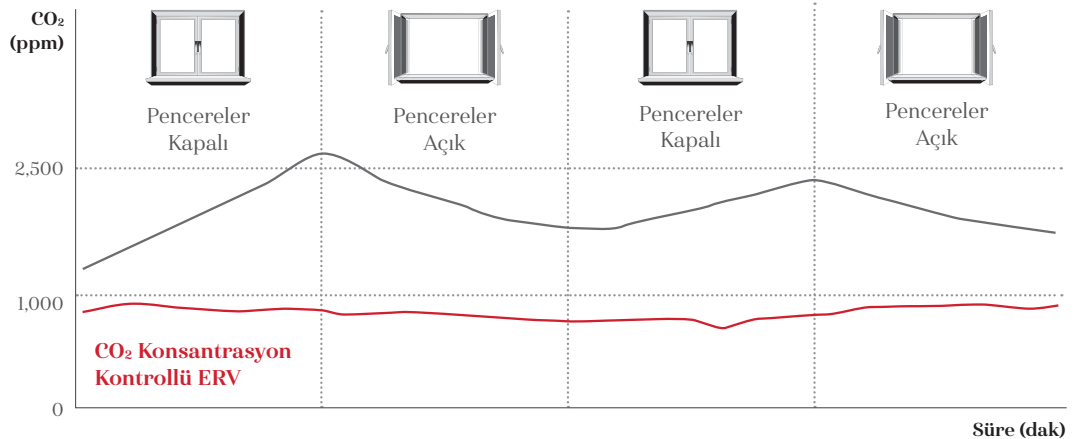 CO₂
(ppm)
Pencereler
Kapalı
Pencereler
Açık
Pencereler
Kapalı
Pencereler
Açık
2,500
1,000
CO₂ Konsantrasyon
Kontrollü ERV
0
Süre (dak)